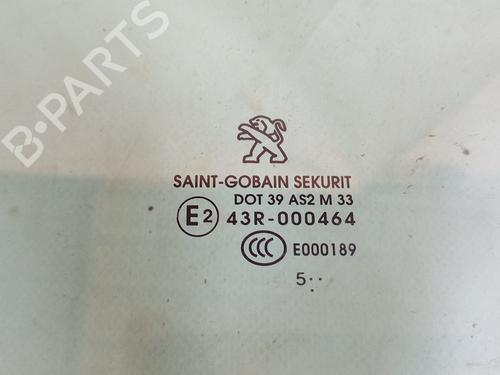 B-PARTS
SAINT-GOBAIN SEKURIT
DOT 39 AS2 M 33
E2 43R-000464
CCC E000189
5··